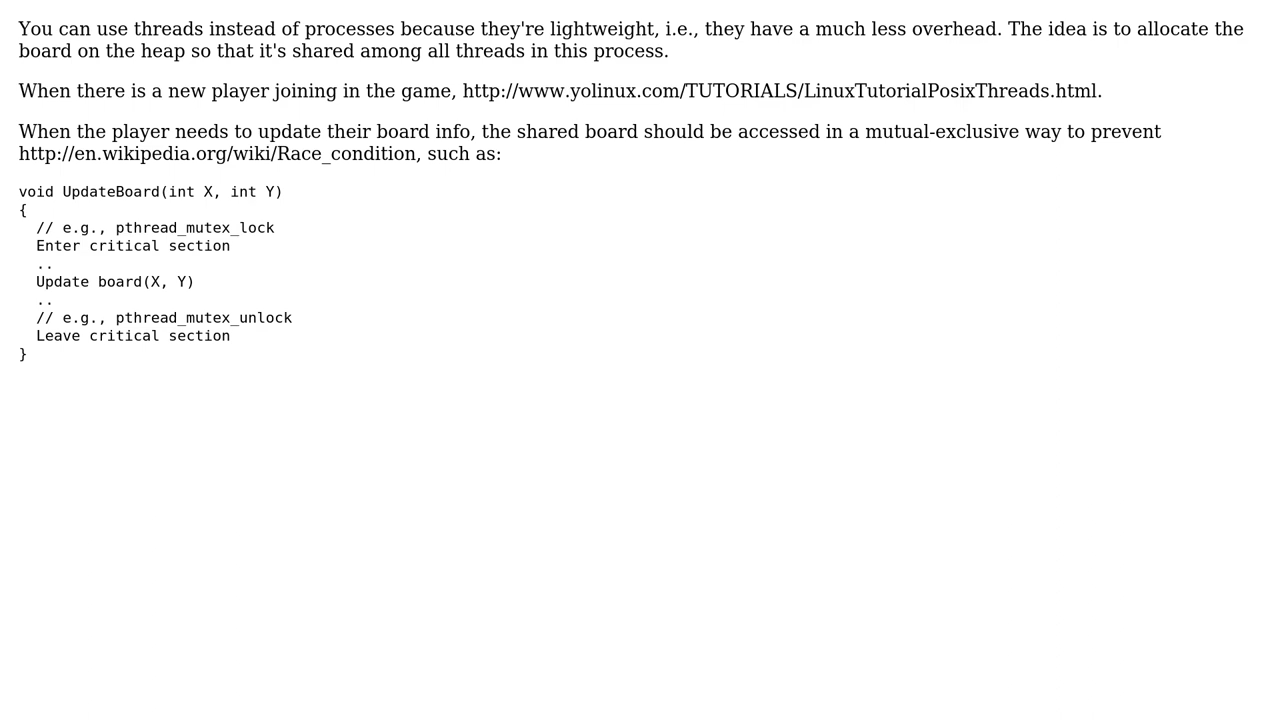 You can use threads instead of processes because they're lightweight, i.e., they have a much less overhead. The idea is to allocate the
board on the heap so that it's shared among all threads in this process.
When there is a new player joining in the game, http://www.yolinux.com/TUTORIALS/LinuxTutorialPosixThreads.html.
When the player needs to update their board info, the shared board should be accessed in a mutual-exclusive way to prevent
http://en.wikipedia.org/wiki/Race_condition, such as:
void UpdateBoard(int X, int Y)
{
  // e.g., pthread_mutex_lock
  Enter critical section
  ..
  Update board(X, Y)
  ..
  // e.g., pthread_mutex_unlock
  Leave critical section
}